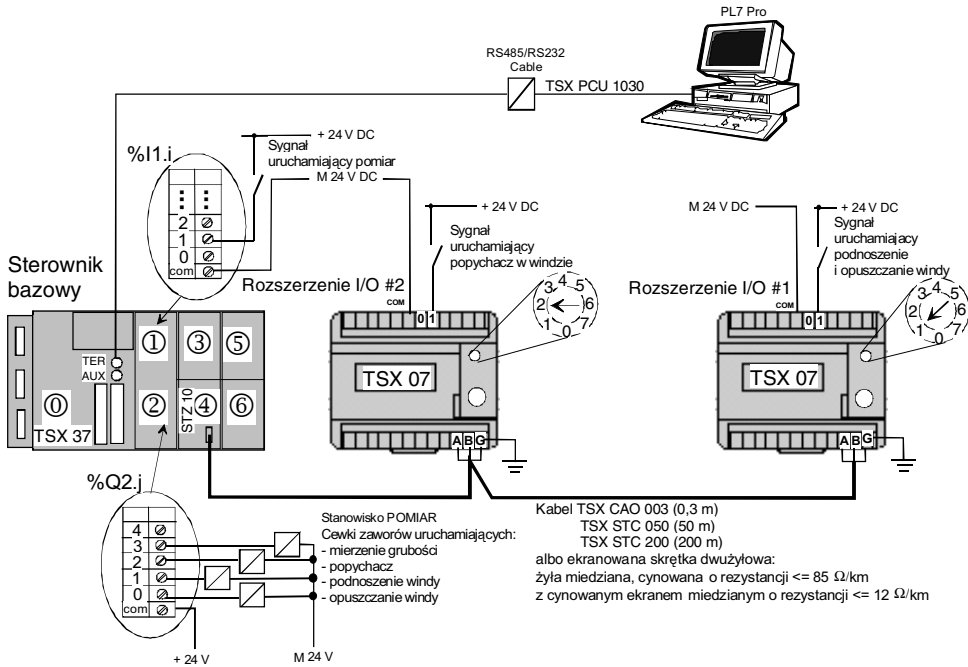 PL7 Pro
RS485/RS232
Cable
TSX PCU 1030
+ 24 V DC
Sygnał
uruchamiający pomiar
M 24 V DC
%I1.i
2
1
0
com
Sterownik
bazowy
Rozszerzenie I/O #2
COM
0 1
+ 24 V DC
Sygnał
uruchamiający
popychacz w windzie
0 1 2 3 4 5 6 7
M 24 V DC
Rozszerzenie I/O #1
COM
0 1
+ 24 V DC
Sygnał
uruchamiajacy
podnoszenie
i opuszczanie windy
0 1 2 3 4 5 6 7
TER
AUX
⓪
TSX 37
①
②
③
STZ 10
④
⑤
⑥
TSX 07
A B G
TSX 07
A B G
%Q2.j
4
3
2
1
0
com
+ 24 V
M 24 V
Stanowisko POMIAR
Cewki zaworów uruchamiających:
- mierzenie grubości
- popychacz
- podnoszenie windy
- opuszczanie windy
Kabel TSX CAO 003 (0,3 m)
TSX STC 050 (50 m)
TSX STC 200 (200 m)
albo ekranowana skrętka dwużyłowa:
żyła miedziana, cynowana o rezystancji <= 85 Ω/km
z cynowanym ekranem miedzianym o rezystancji <= 12 Ω/km